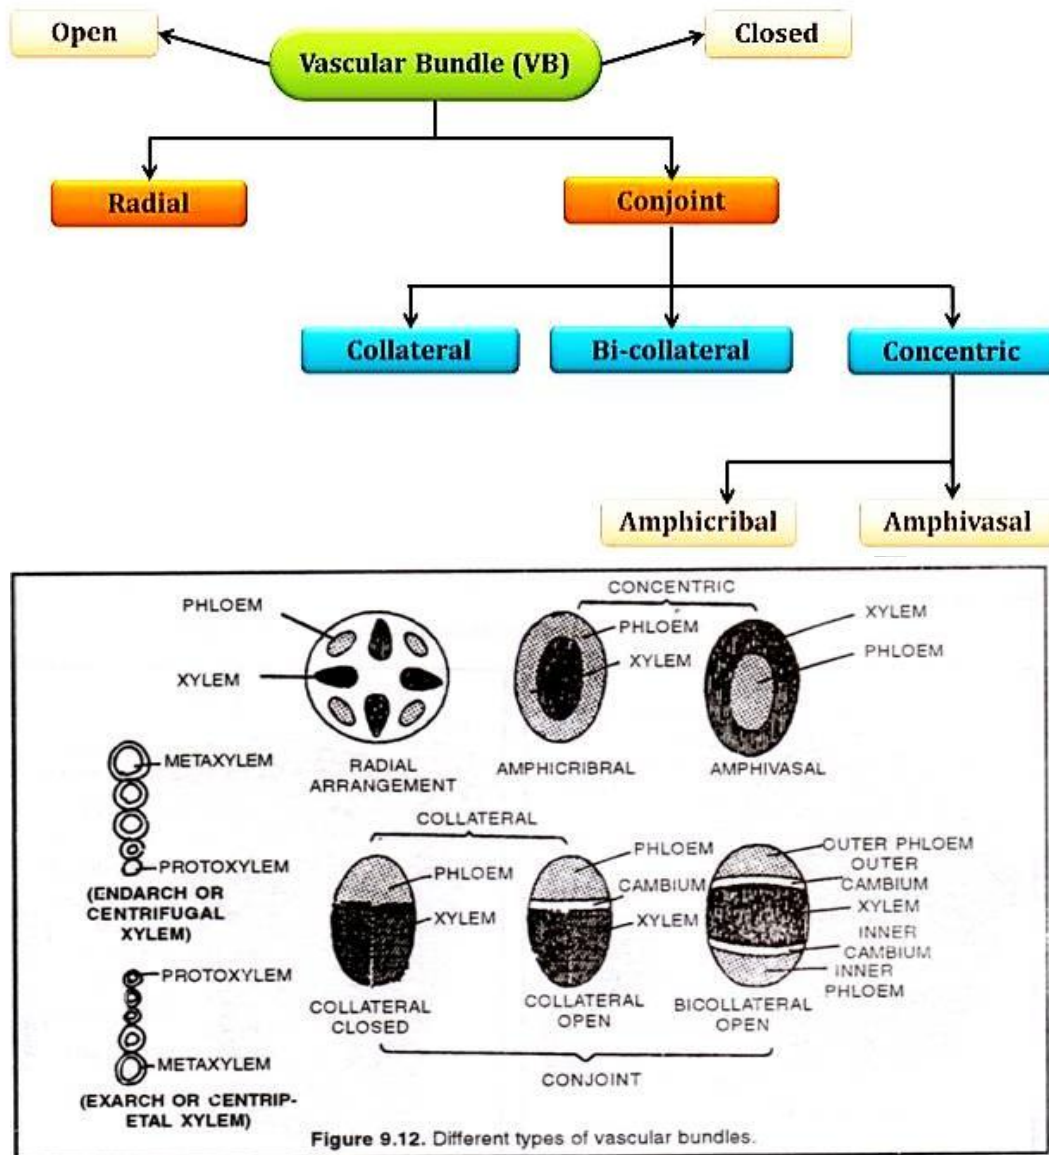 Open
Vascular Bundle (VB)
Closed
Radial
Conjoint
Collateral
Bi-collateral
Concentric
Amphicribal
Amphivasal
CONCENTRIC
PHLOEM
XYLEM
RADIAL
ARRANGEMENT
PHLOEM
XYLEM
AMPHICRIBRAL
XYLEM
PHLOEM
AMPHIVASAL
METAXYLEM
PROTOXYLEM
(ENDARCH OR
CENTRIFUGAL
XYLEM)
PROTOXYLEM
METAXYLEM
(EXARCH OR CENTRIP-
ETAL XYLEM)
COLLATERAL
PHLOEM
XYLEM
COLLATERAL
CLOSED
PHLOEM
CAMBIUM
XYLEM
COLLATERAL
OPEN
OUTER PHLOEM
OUTER
CAMBIUM
XYLEM
INNER
CAMBIUM
INNER
PHLOEM
BICOLLATERAL
OPEN
CONJOINT
Figure 9.12. Different types of vascular bundles.